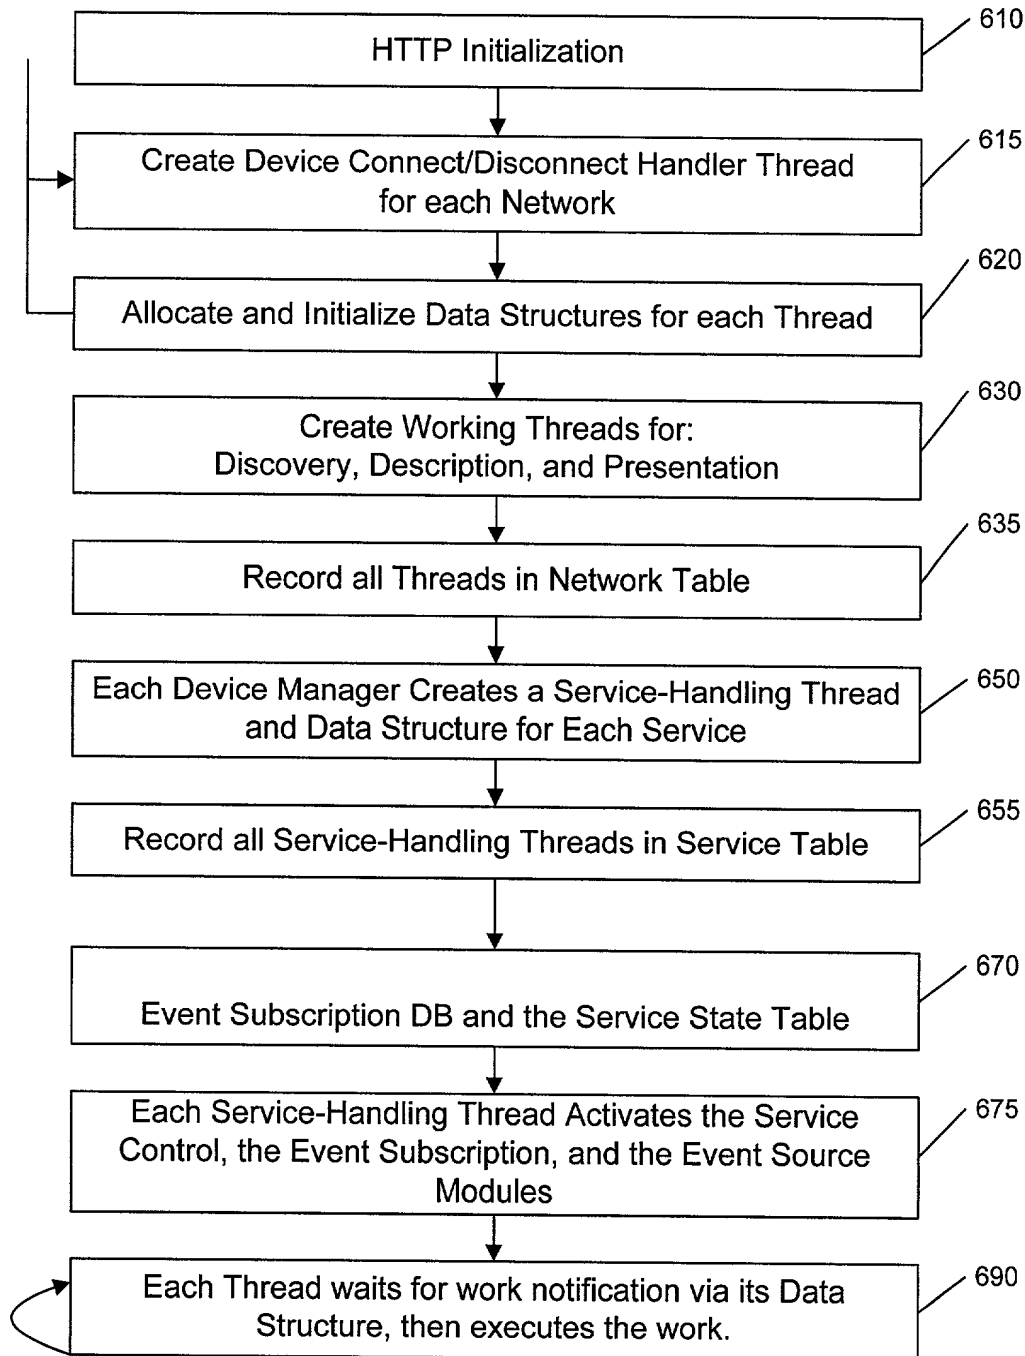 HTTP Initialization
610
Create Device Connect/Disconnect Handler Thread
for each Network
615
Allocate and Initialize Data Structures for each Thread
620
Create Working Threads for:
Discovery, Description, and Presentation
630
Record all Threads in Network Table
635
Each Device Manager Creates a Service-Handling Thread
and Data Structure for Each Service
650
Record all Service-Handling Threads in Service Table
655
Event Subscription DB and the Service State Table
670
Each Service-Handling Thread Activates the Service
Control, the Event Subscription, and the Event Source
Modules
675
Each Thread waits for work notification via its Data
Structure, then executes the work.
690